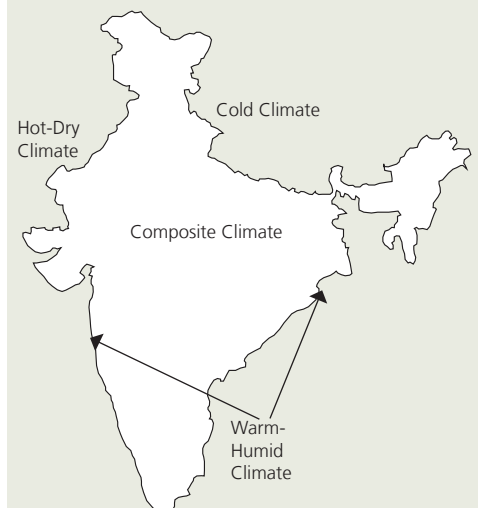 Cold Climate
Hot-Dry
Climate
Composite Climate
Warm-
Humid
Climate